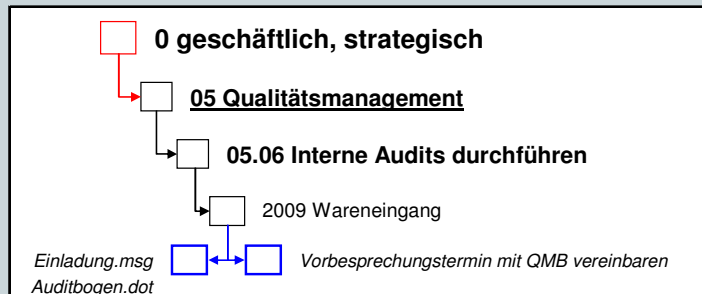 0 geschäftlich, strategisch
05 Qualitätsmanagement
05.06 Interne Audits durchführen
2009 Wareneingang
Einladung.msg
Vorbesprechungstermin mit QMB vereinbaren
Auditbogen.dot